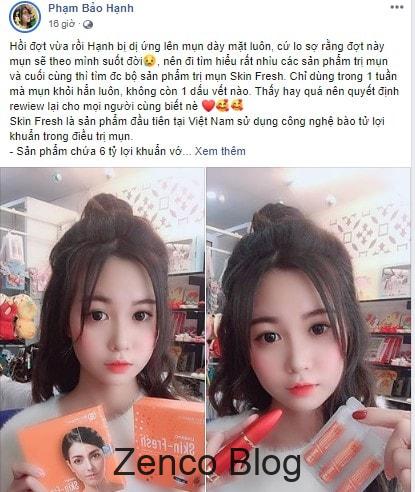 Phạm Bảo Hạnh
16 giờ ·
Hồi đợt vừa rồi Hạnh bị dị ứng lên mụn dày mặt luôn, cứ lo sợ rằng đợt này
mụn sẽ theo mình suốt đời😥, nên đi tìm hiểu rất nhìu các sản phẩm trị mụn
và cuối cùng thì tìm đc bộ sản phẩm trị mụn Skin Fresh. Chỉ dùng trong 1 tuần
mà mụn khỏi hẳn luôn, không còn 1 dấu vết nào. Thấy hay quá nên quyết định
rewiew lại cho mọi người cùng biết nè ❤️🥰🥰
Skin Fresh là sản phẩm đầu tiên tại Việt Nam sử dụng công nghệ bào tử lợi
khuẩn trong điều trị mụn.
- Sản phẩm chứa 6 tỷ lợi khuẩn vớ... Xem thêm
Skin-Fresh
Skin-Fresh
Zenco Blog